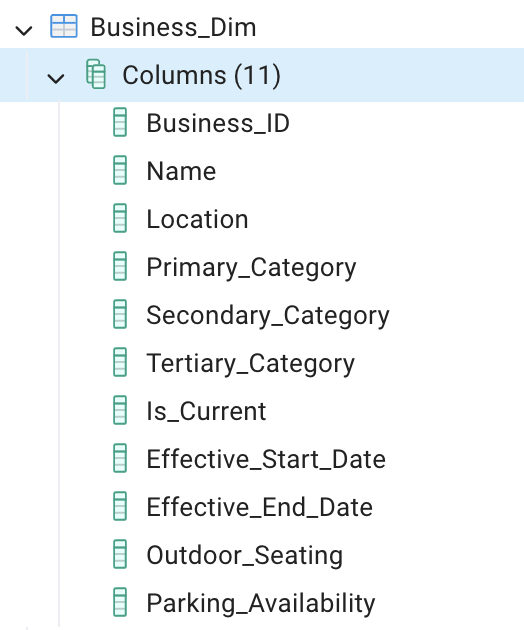 Business_Dim
Columns (11)
Business_ID
Name
Location
Primary_Category
Secondary_Category
Tertiary_Category
Is_Current
Effective_Start_Date
Effective_End_Date
Outdoor_Seating
Parking_Availability